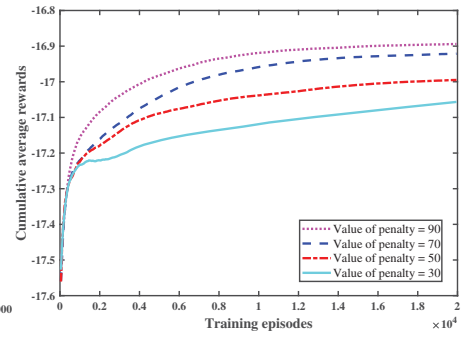 -16.8
-16.9
-17
-17.1
-17.2
-17.3
-17.4
-17.5
-17.6
Cumulative average rewards
Value of penalty = 90
Value of penalty = 70
Value of penalty = 50
Value of penalty = 30
000
0 0.2 0.4 0.6 0.8 1 1.2 1.4 1.6 1.8 2
Training episodes ×10⁴